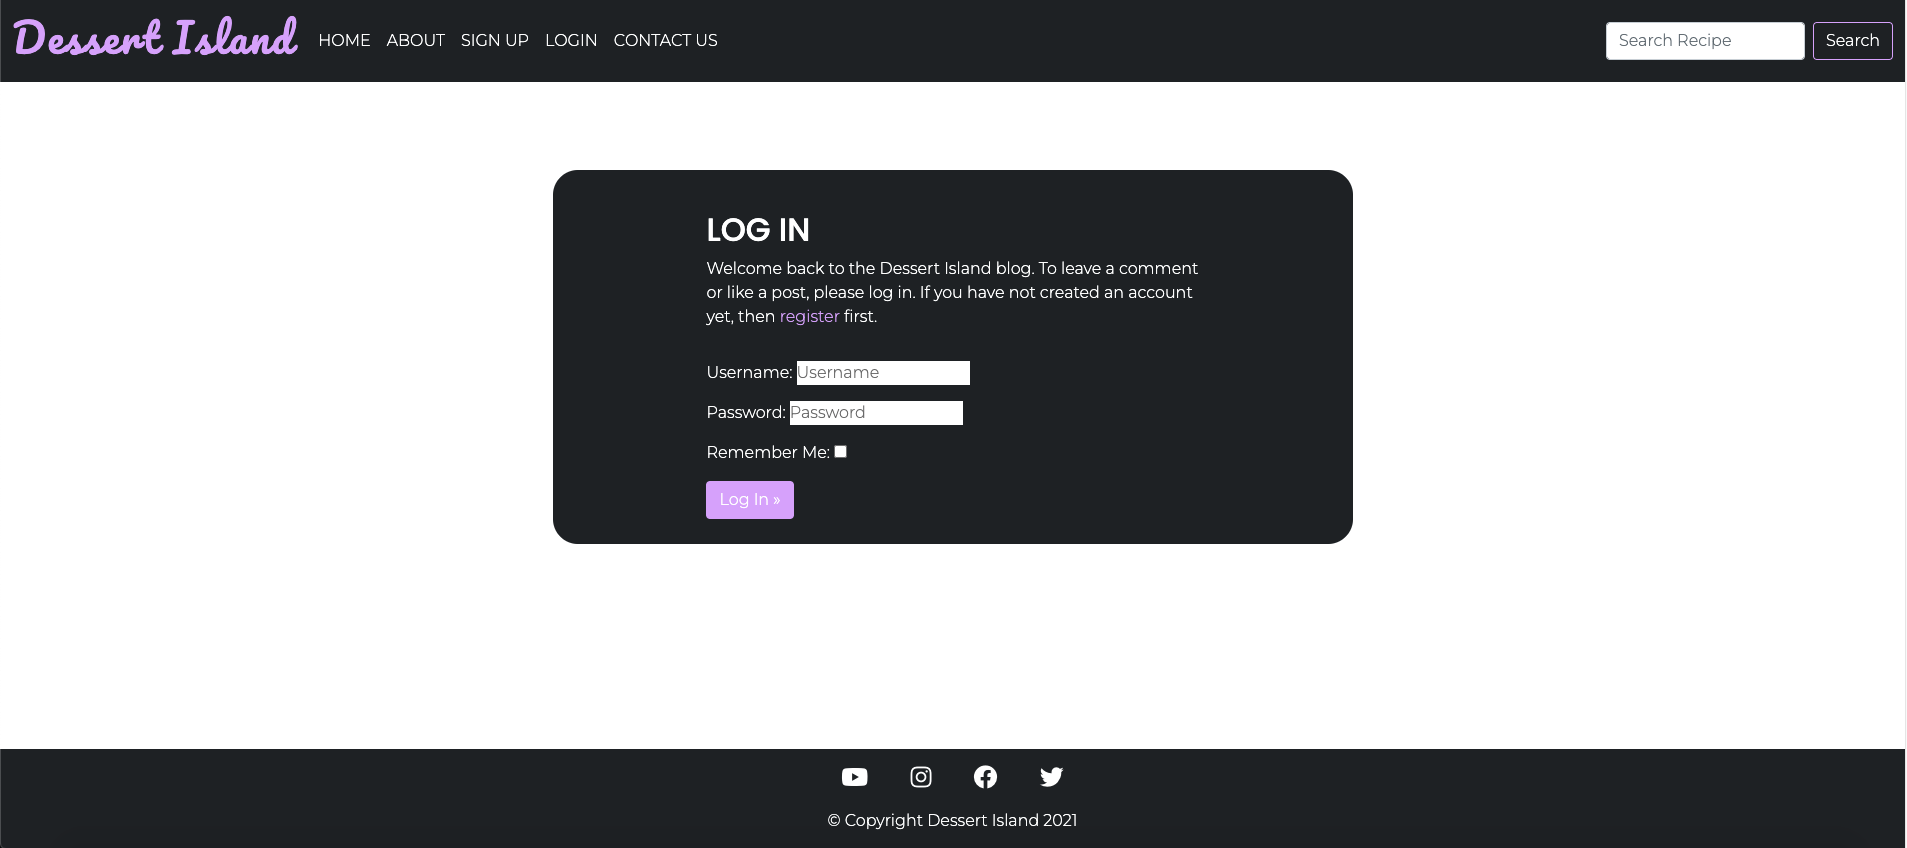 Dessert Island HOME ABOUT SIGN UP LOGIN CONTACT US Search Recipe Search
LOG IN
Welcome back to the Dessert Island blog. To leave a comment
or like a post, please log in. If you have not created an account
yet, then register first.
Username: Username
Password: Password
Remember Me:
Log In »
© Copyright Dessert Island 2021